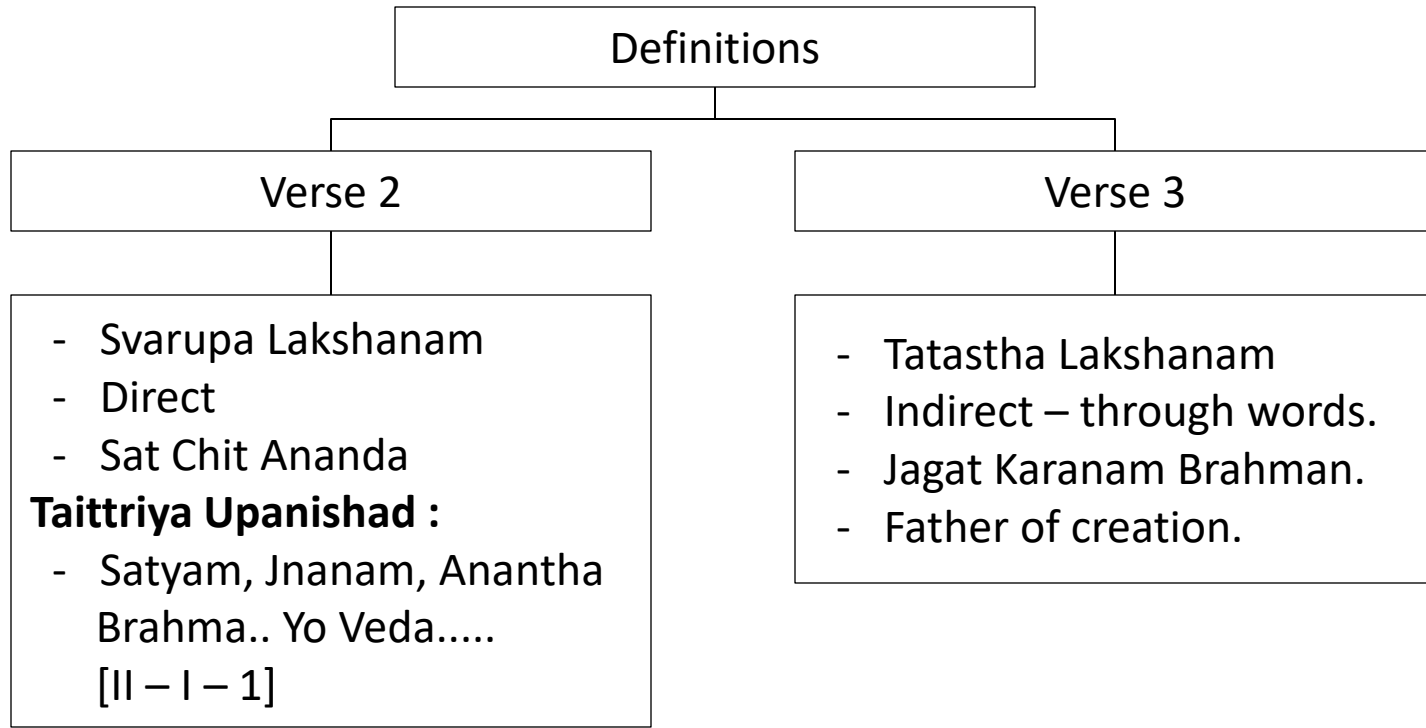 Definitions
Verse 2
- Svarupa Lakshanam
- Direct
- Sat Chit Ananda
Taittriya Upanishad :
- Satyam, Jnanam, Anantha
Brahma.. Yo Veda.....
[II – I – 1]
Verse 3
- Tatastha Lakshanam
- Indirect – through words.
- Jagat Karanam Brahman.
- Father of creation.